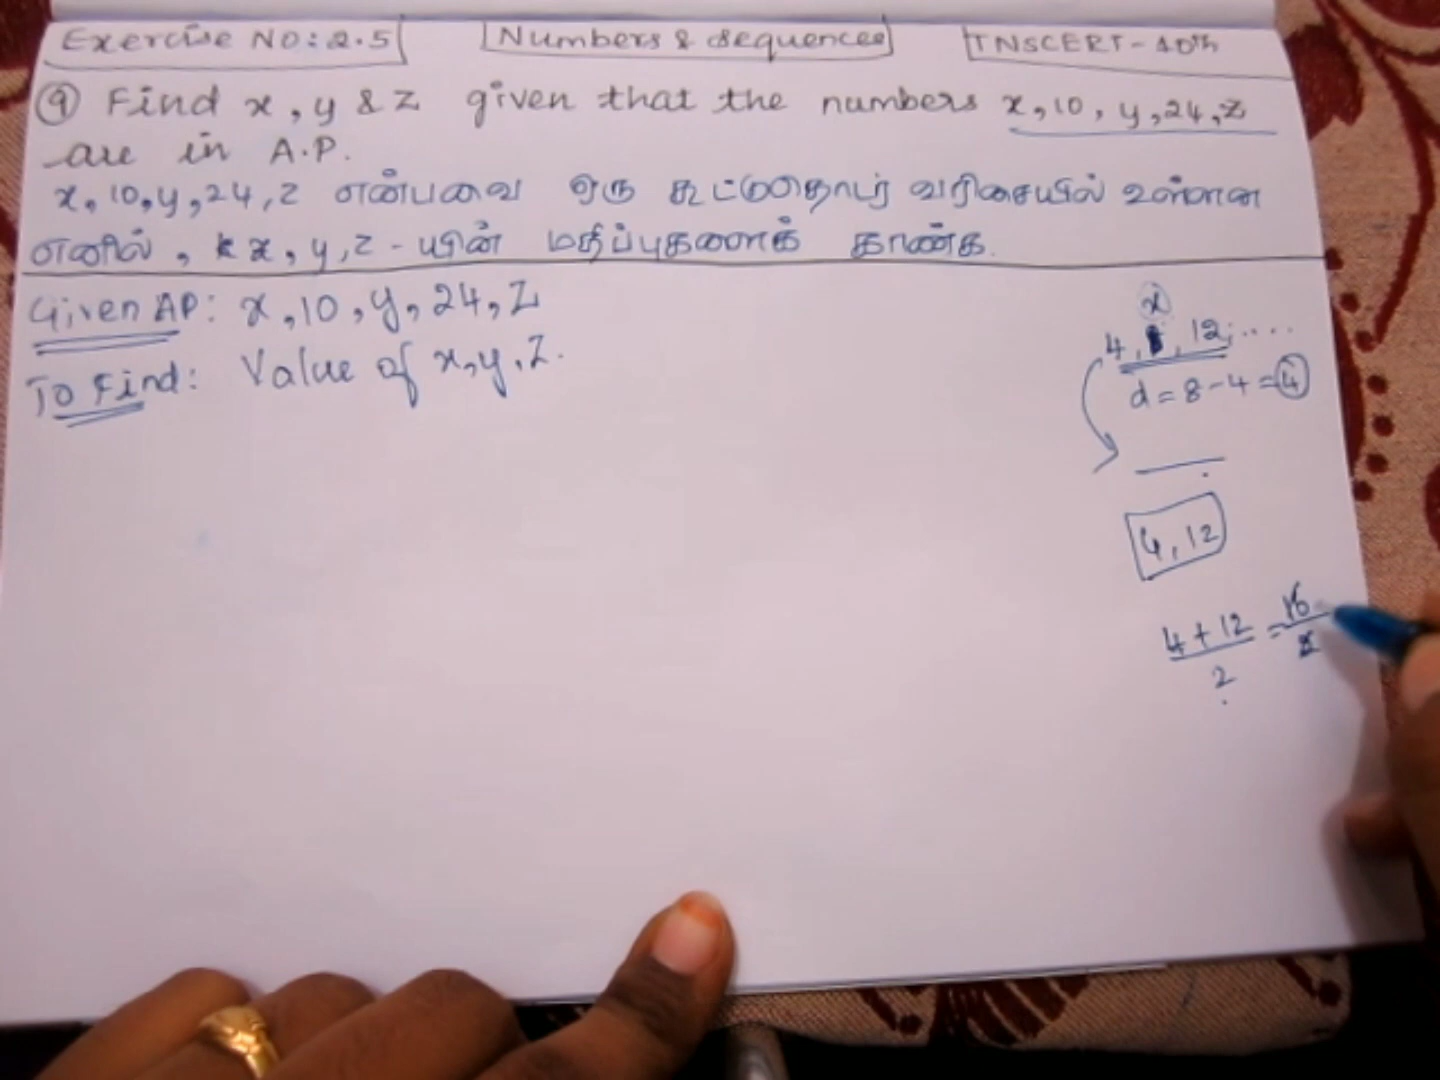 Exercise NO: 2.5 Numbers & Sequences TNSCERT - 10th
9 Find x, y & z given that the numbers x, 10, y, 24, z
are in A.P.
x, 10, y, 24, z என்பவை ஒரு கூட்டுத்தொடர் வரிசையில் உள்ளன
எனில், x, y, z - யின் மதிப்புகளைக் காண்க.
Given AP: x, 10, y, 24, z
To Find: Value of x, y, z.
x
4, 8, 12, ....
d = 8 - 4 = 4
4, 12
4 + 12 = 16
2 2